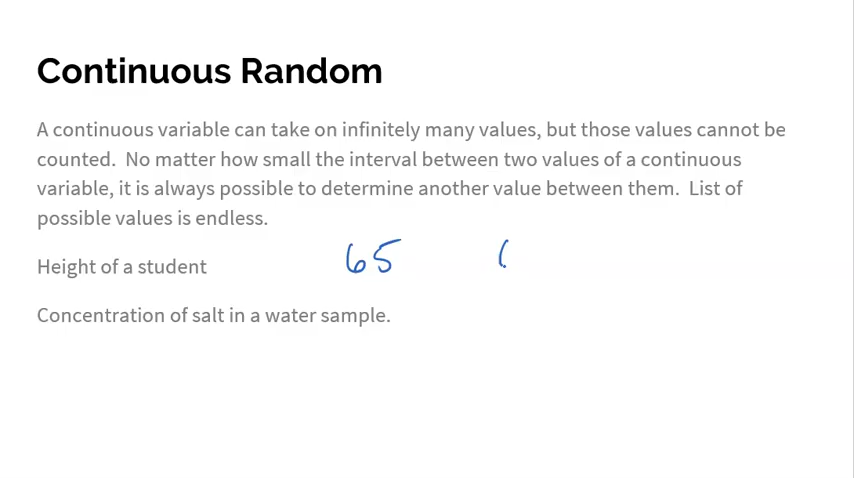 Continuous Random
A continuous variable can take on infinitely many values, but those values cannot be
counted.  No matter how small the interval between two values of a continuous
variable, it is always possible to determine another value between them.  List of
possible values is endless.
Height of a student 65 (
Concentration of salt in a water sample.